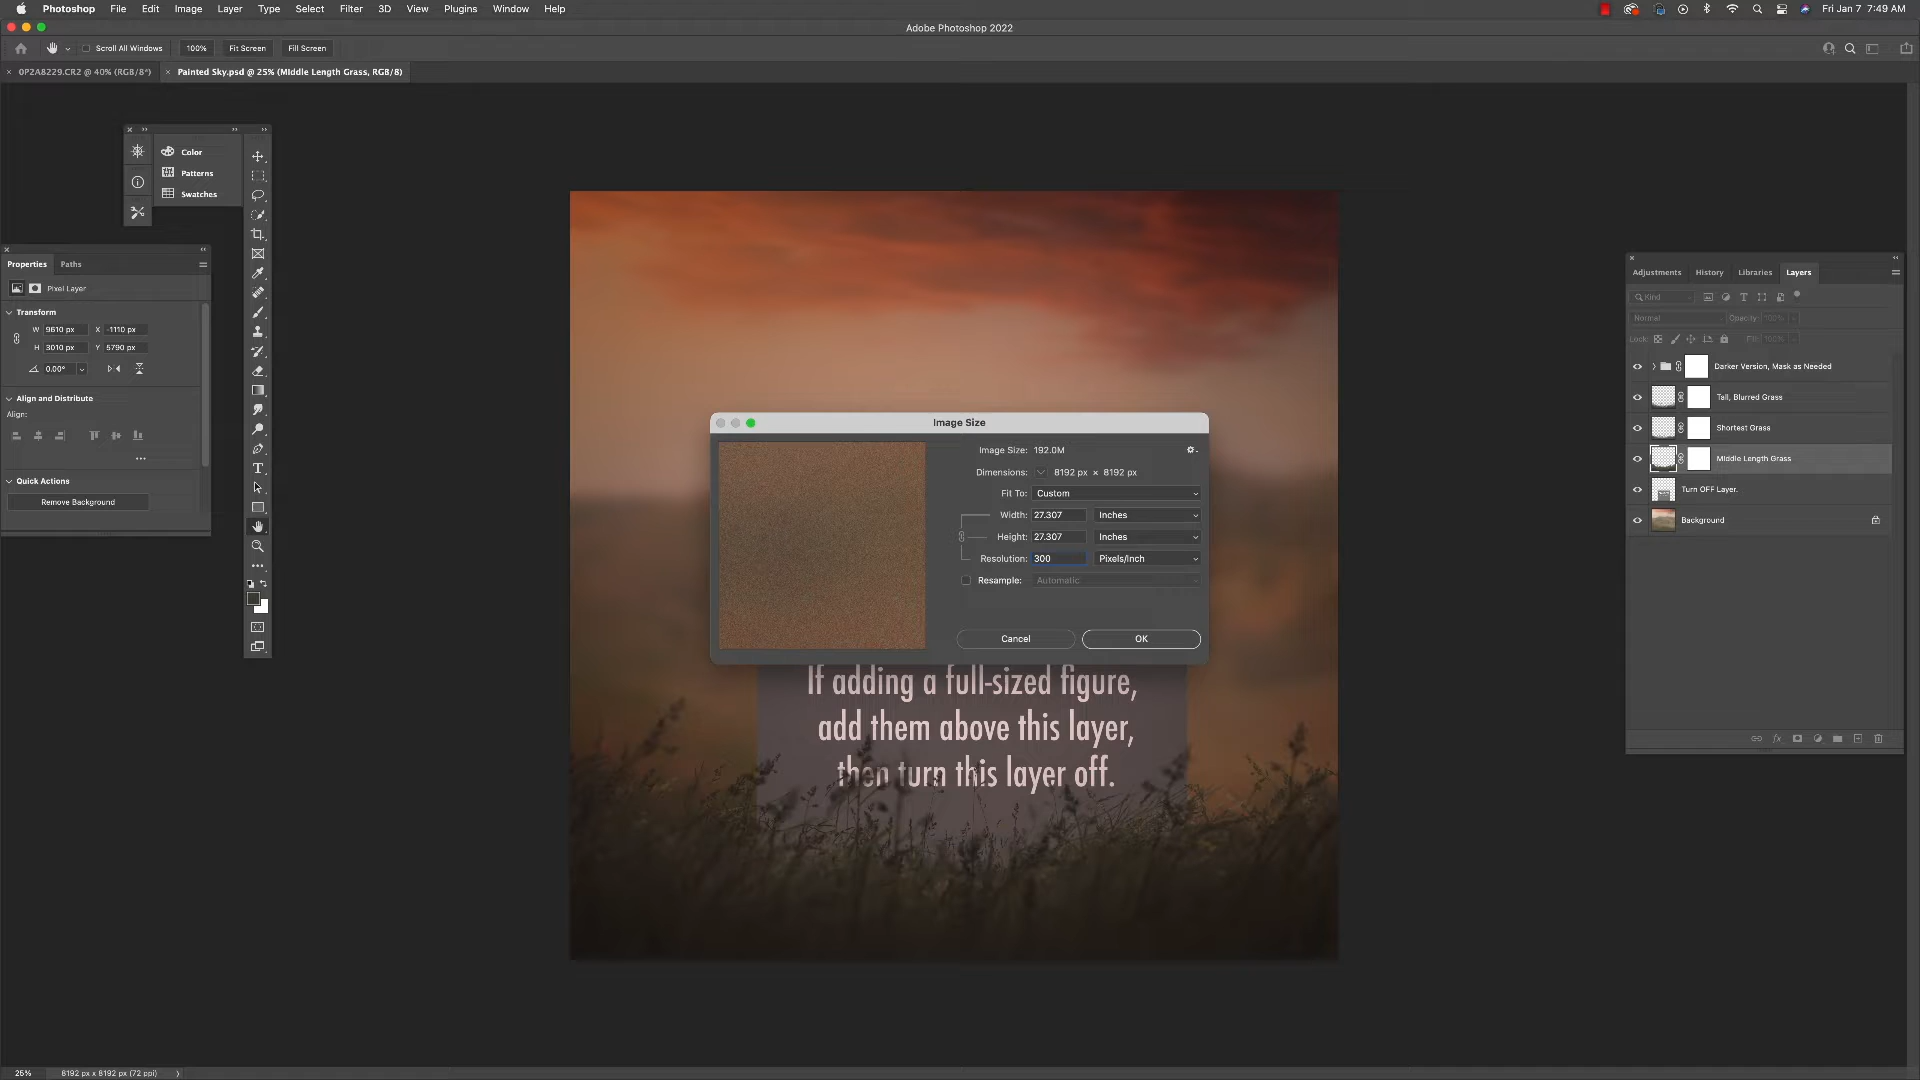 Photoshop File Edit Image Layer Type Select Filter 3D View Plugins Window Help Fri Jan 7 7:49 AM
Adobe Photoshop 2022
Scroll All Windows 100% Fit Screen Fill Screen
0P2A8229.CR2 @ 40% (RGB/8*) Painted Sky.psd @ 25% (Middle Length Grass, RGB/8)
Color
Patterns
Swatches
Properties Paths
Pixel Layer
Transform
W 9610 px X -1110 px
H 3010 px Y 5790 px
0.00°
Align and Distribute
Align:
Quick Actions
Remove Background
Image Size
Image Size: 192.0M
Dimensions: 8192 px × 8192 px
Fit To: Custom
Width: 27.307 Inches
Height: 27.307 Inches
Resolution: 300 Pixels/Inch
Resample: Automatic
Cancel OK
If adding a full-sized figure,
add them above this layer,
then turn this layer off.
Adjustments History Libraries Layers
Kind
Normal Opacity: 100%
Lock: Fill: 100%
Darker Version, Mask as Needed
Tall, Blurred Grass
Shortest Grass
Middle Length Grass
Turn OFF Layer.
Background
25% 8192 px x 8192 px (72 ppi)